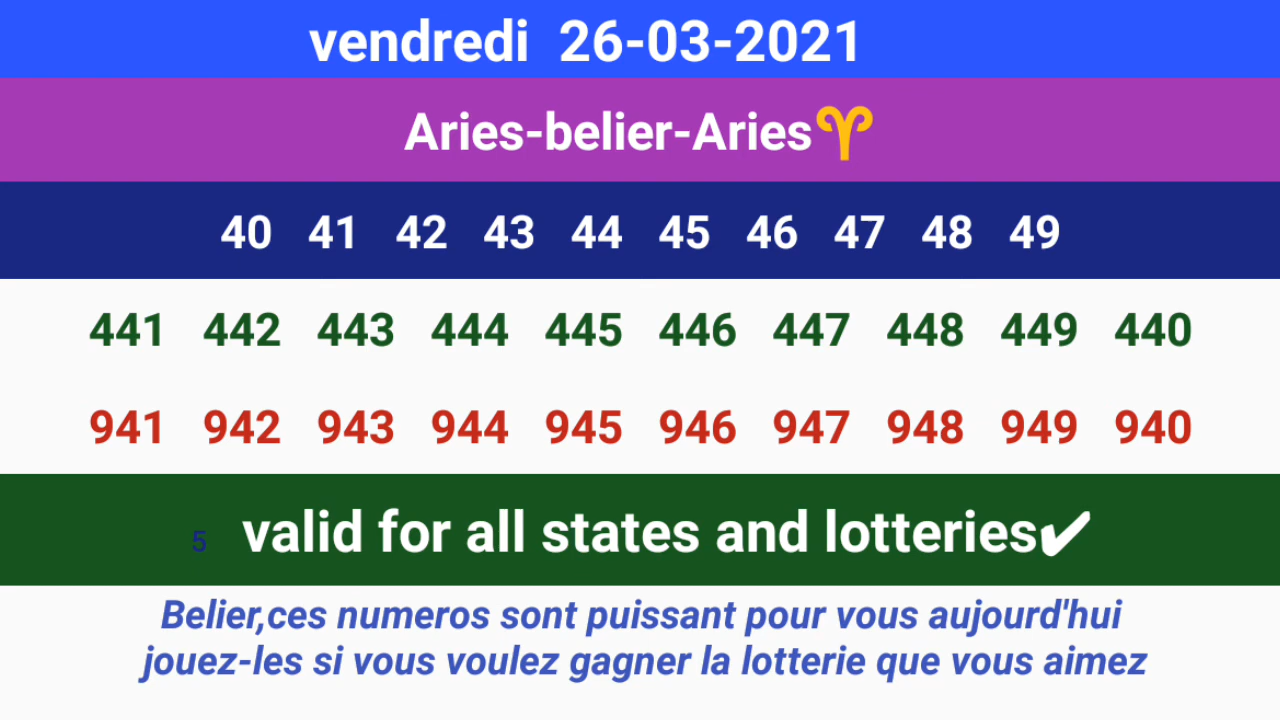 vendredi 26-03-2021
Aries-belier-Aries♈
40 41 42 43 44 45 46 47 48 49
441 442 443 444 445 446 447 448 449 440
941 942 943 944 945 946 947 948 949 940
5 valid for all states and lotteries✔
Belier,ces numeros sont puissant pour vous aujourd'hui
jouez-les si vous voulez gagner la lotterie que vous aimez